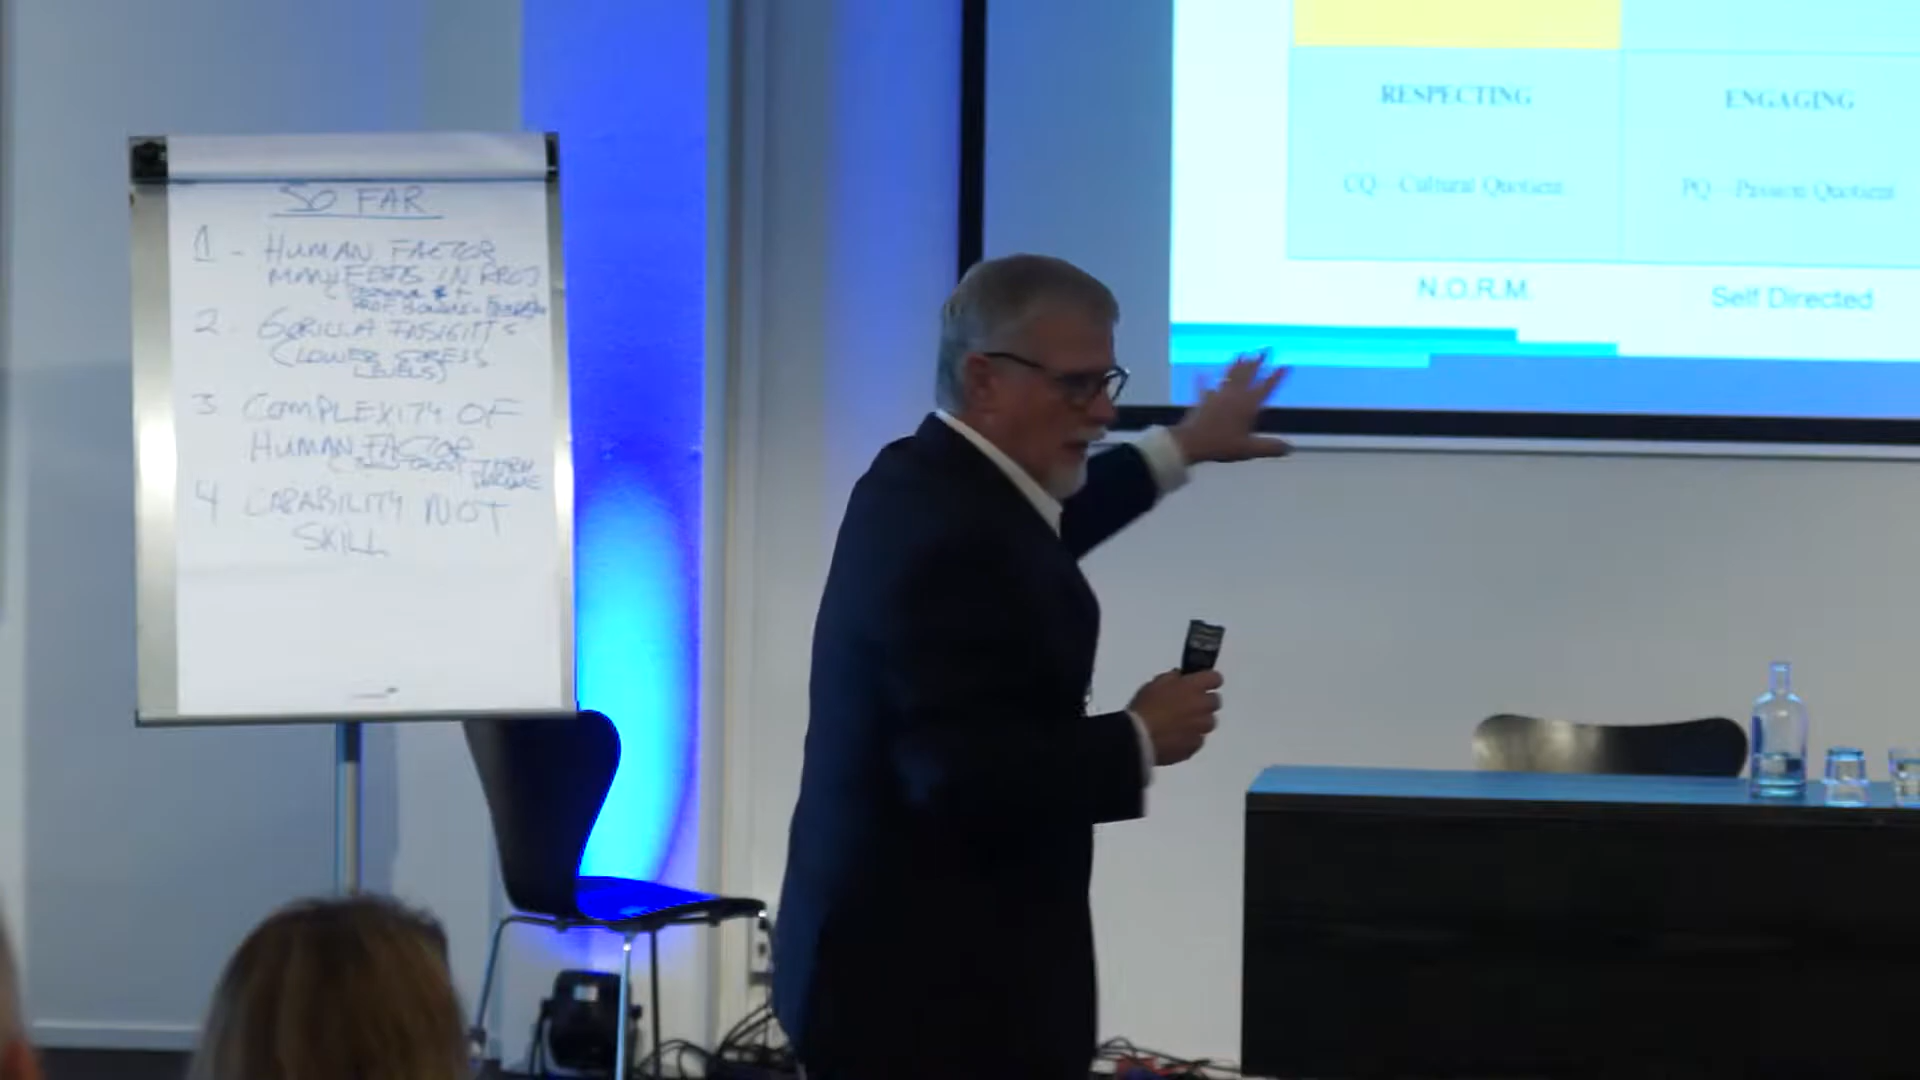 SO FAR
1 - HUMAN FACTOR
MANIFESTS IN PROJ
2 - GORILLA INSIGHTS
(LOWER STRESS
LEVELS)
3 COMPLEXITY OF
HUMAN FACTOR
4 CAPABILITY NOT
SKILL
RESPECTING
ENGAGING
CQ - Cultural Quotient
PQ - Passion Quotient
N.O.R.M.
Self Directed